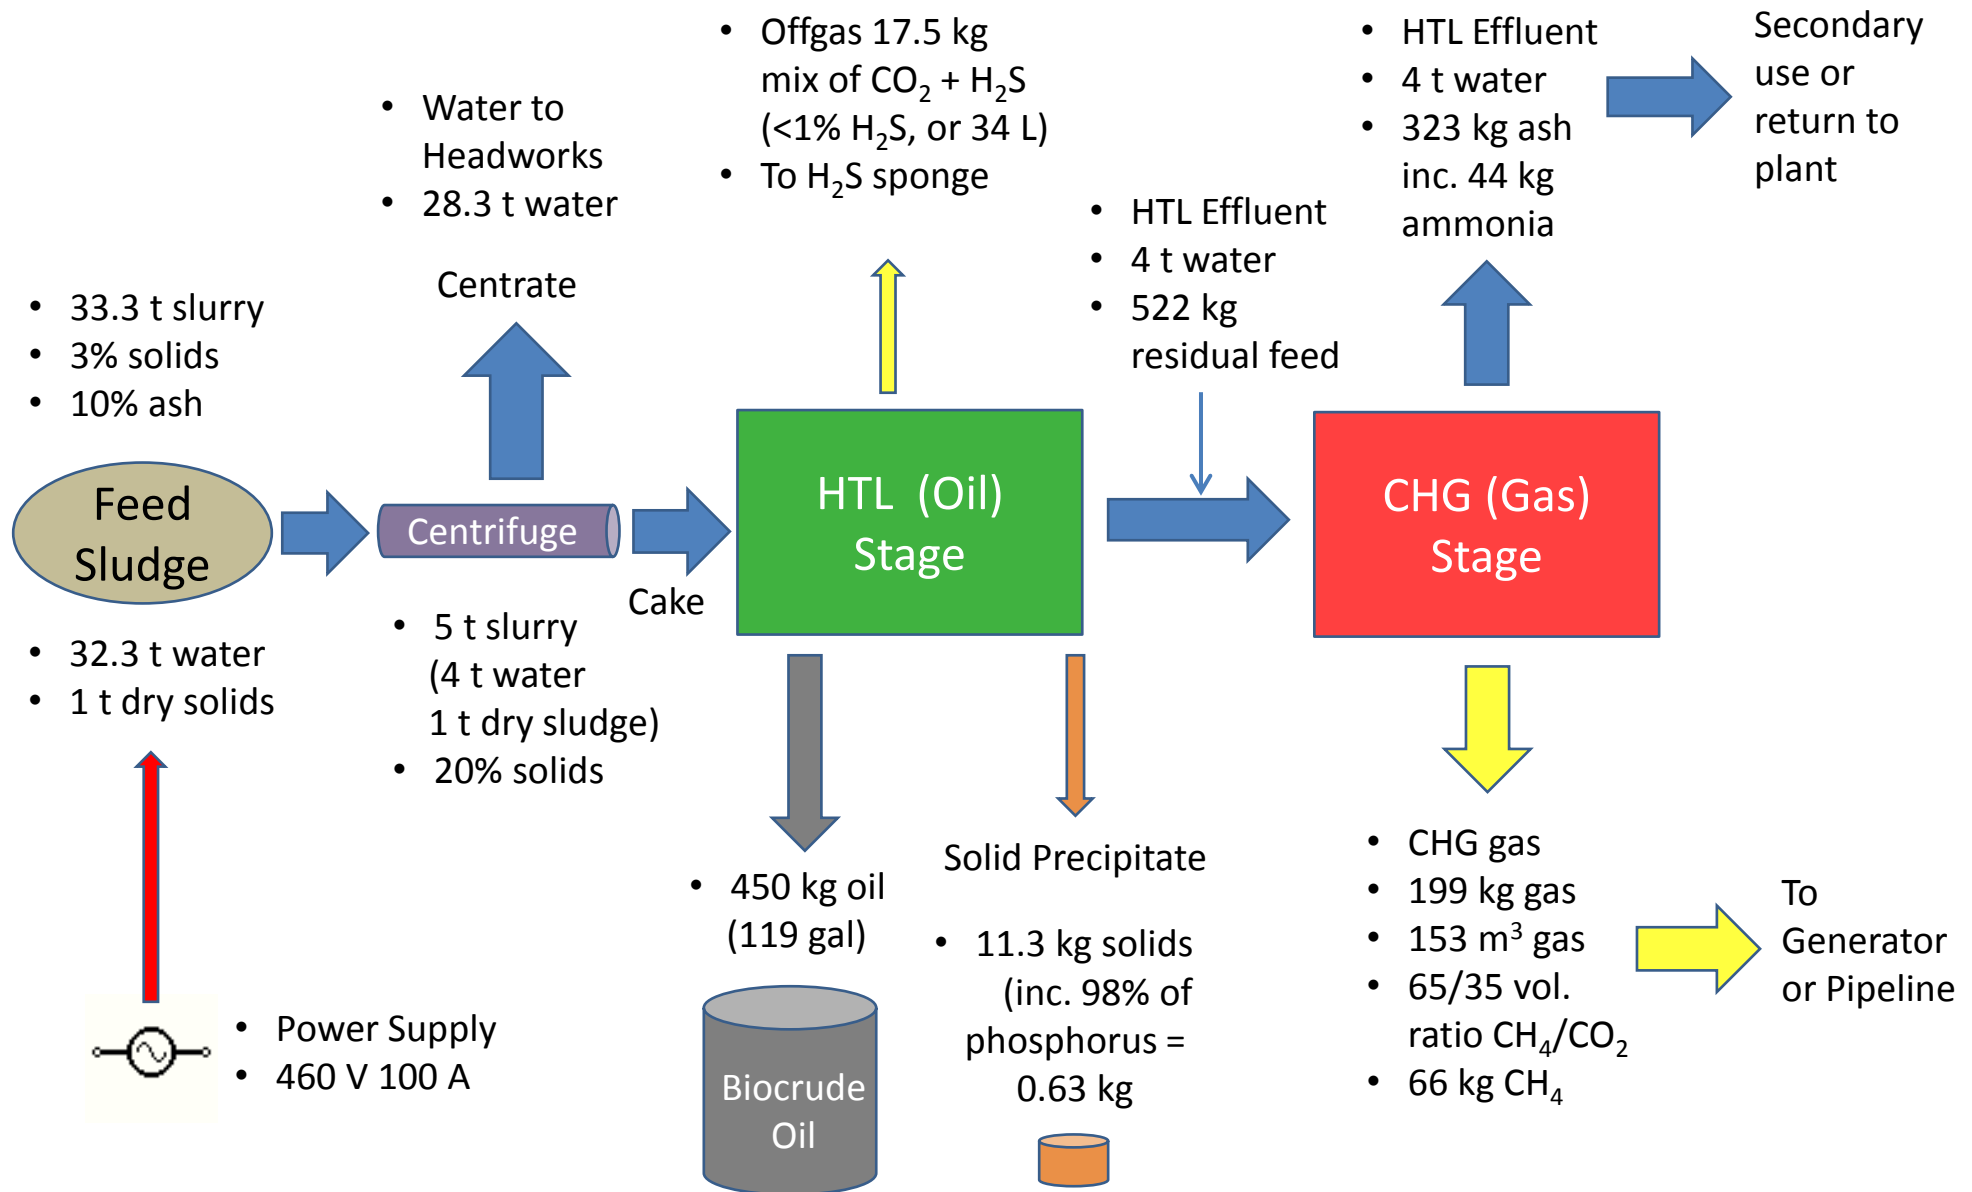 • 33.3 t slurry
• 3% solids
• 10% ash
Feed
Sludge
• 32.3 t water
• 1 t dry solids
• Power Supply
• 460 V 100 A
• Water to
Headworks
• 28.3 t water
Centrate
Centrifuge
• 5 t slurry
(4 t water
1 t dry sludge)
• 20% solids
Cake
• Offgas 17.5 kg
mix of CO₂ + H₂S
(<1% H₂S, or 34 L)
• To H₂S sponge
HTL (Oil)
Stage
• 450 kg oil
(119 gal)
Biocrude
Oil
Solid Precipitate
• 11.3 kg solids
(inc. 98% of
phosphorus =
0.63 kg
• HTL Effluent
• 4 t water
• 522 kg
residual feed
CHG (Gas)
Stage
• HTL Effluent
• 4 t water
• 323 kg ash
inc. 44 kg
ammonia
Secondary
use or
return to
plant
• CHG gas
• 199 kg gas
• 153 m³ gas
• 65/35 vol.
ratio CH₄/CO₂
• 66 kg CH₄
To
Generator
or Pipeline